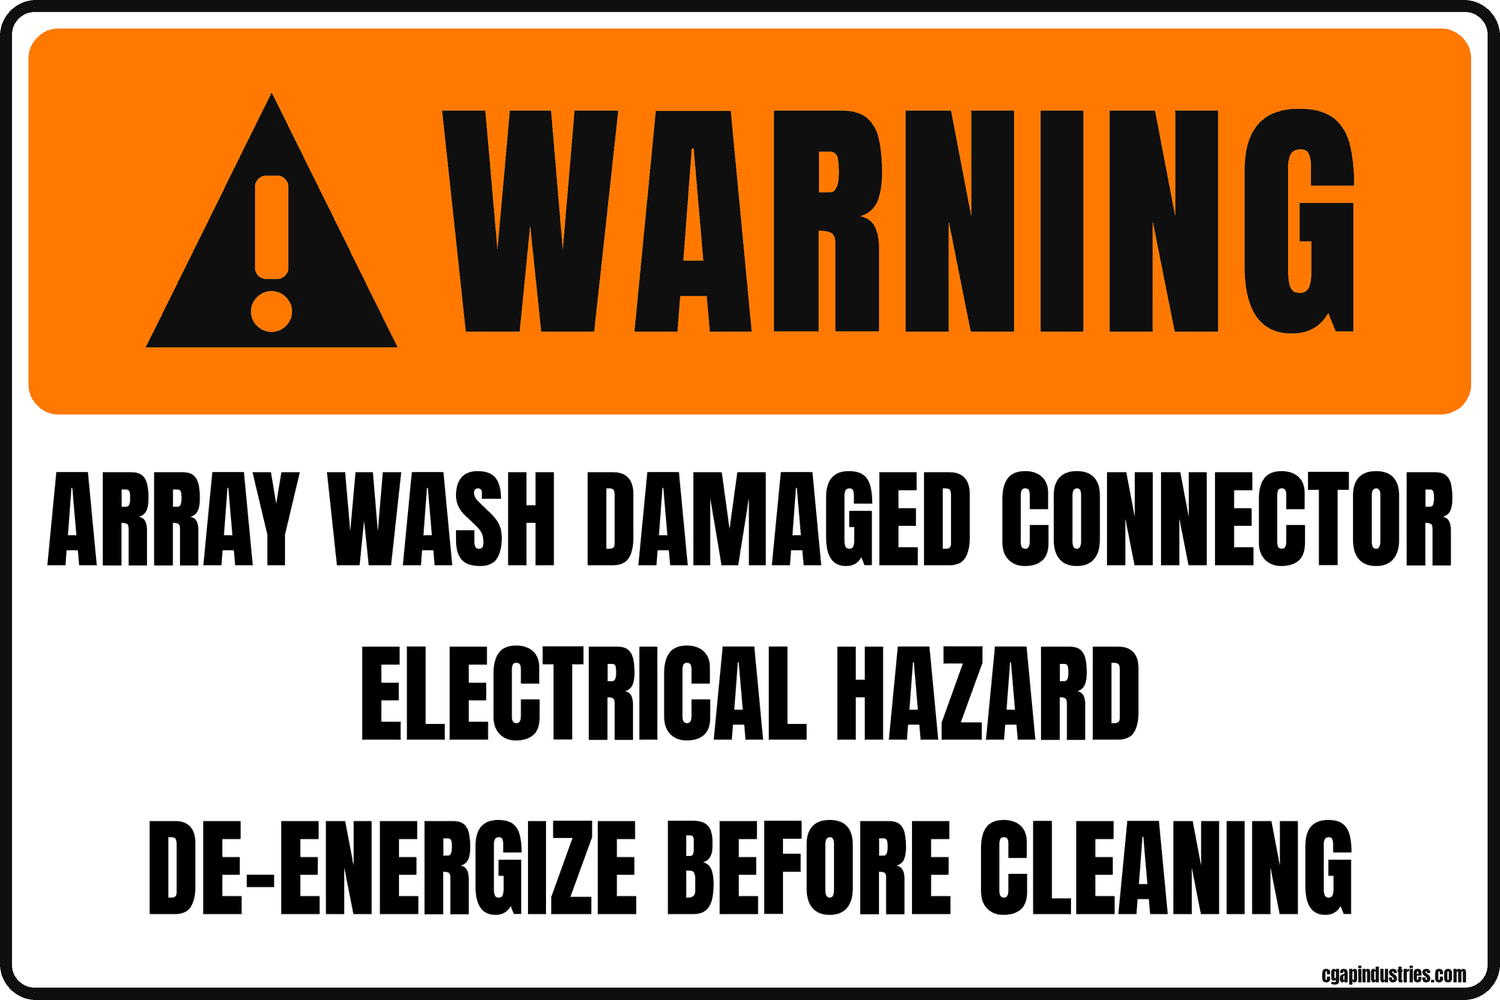 WARNING
ARRAY WASH DAMAGED CONNECTOR
ELECTRICAL HAZARD
DE-ENERGIZE BEFORE CLEANING
cgapindustries.com